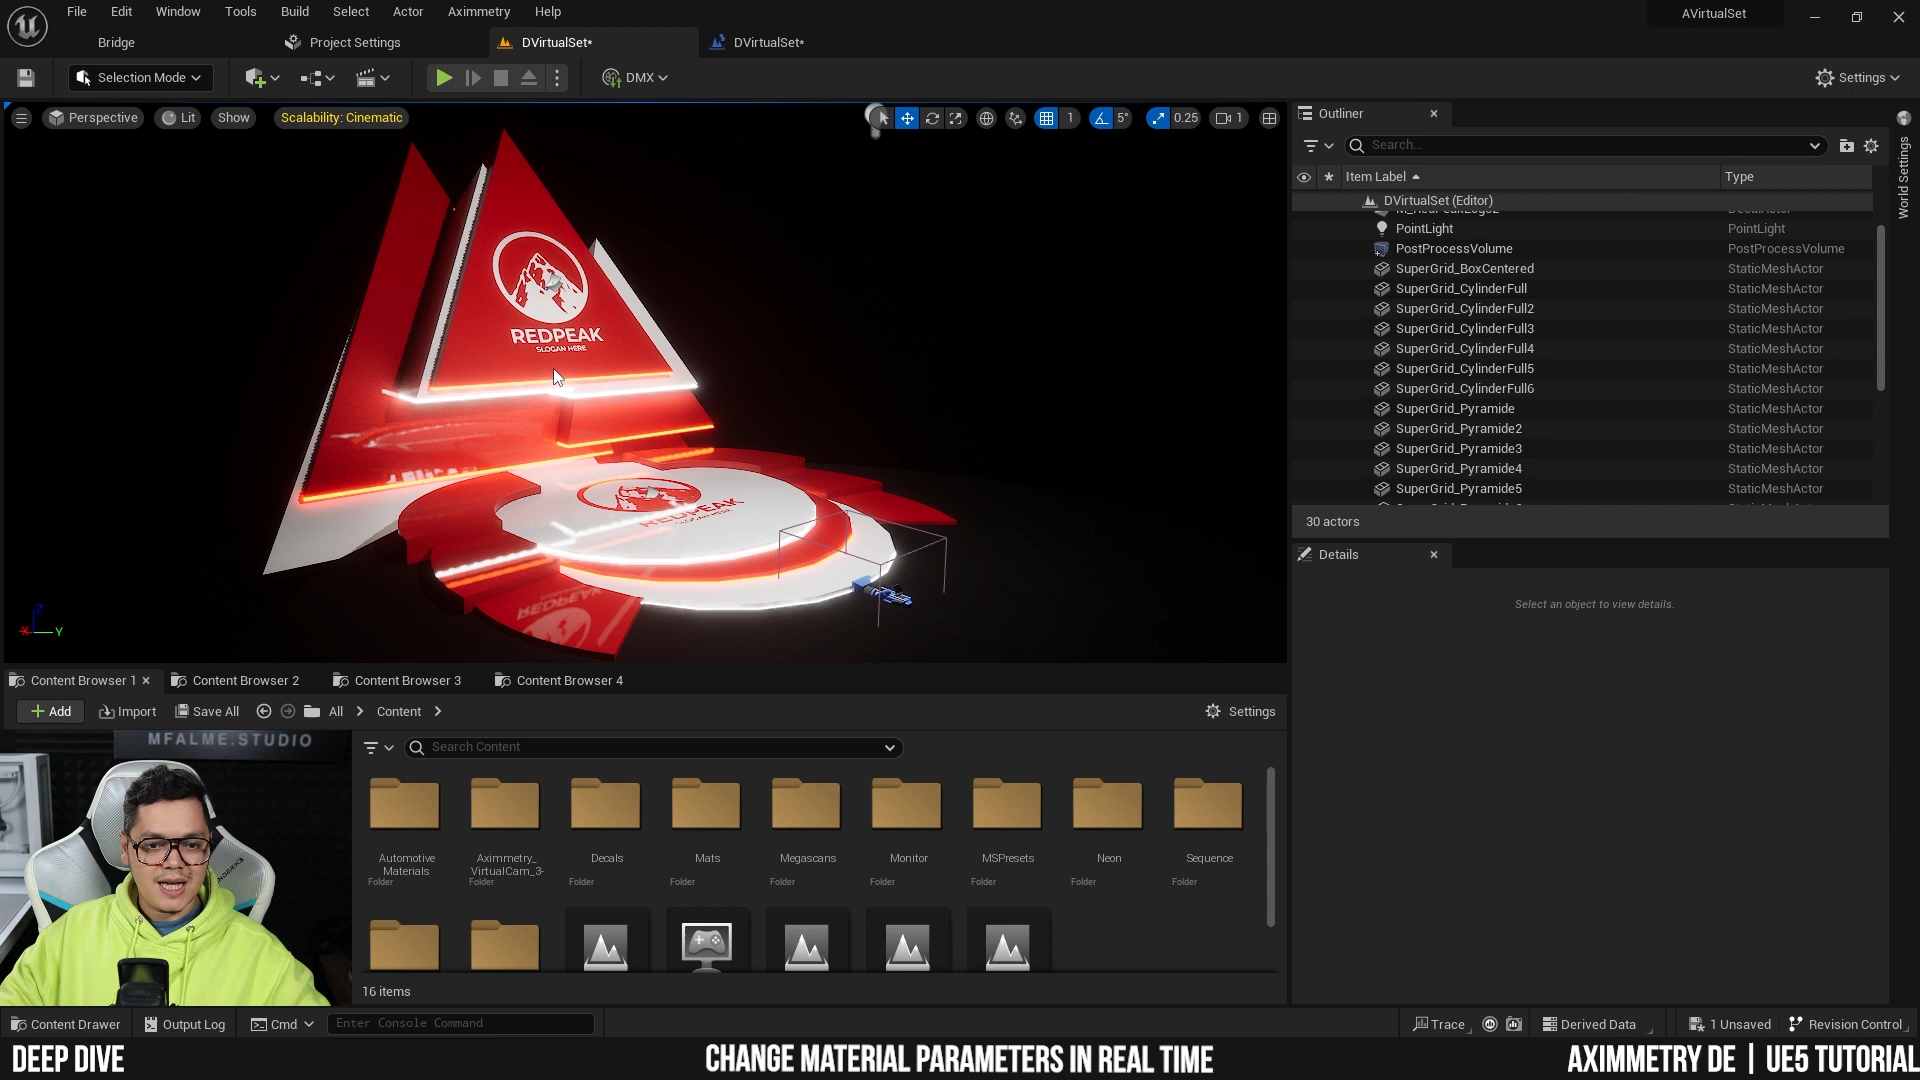 File Edit Window Tools Build Select Actor Aximmetry Help
AVirtualSet
Bridge Project Settings DVirtualSet* DVirtualSet*
Selection Mode DMX Settings
Perspective Lit Show Scalability: Cinematic 1 5° 0.25 1
REDPEAK
SLOGAN HERE
REDPEAK
Y
Outliner
Search...
Item Label Type
DVirtualSet (Editor)
PointLight PointLight
PostProcessVolume PostProcessVolume
SuperGrid_BoxCentered StaticMeshActor
SuperGrid_CylinderFull StaticMeshActor
SuperGrid_CylinderFull2 StaticMeshActor
SuperGrid_CylinderFull3 StaticMeshActor
SuperGrid_CylinderFull4 StaticMeshActor
SuperGrid_CylinderFull5 StaticMeshActor
SuperGrid_CylinderFull6 StaticMeshActor
SuperGrid_Pyramide StaticMeshActor
SuperGrid_Pyramide2 StaticMeshActor
SuperGrid_Pyramide3 StaticMeshActor
SuperGrid_Pyramide4 StaticMeshActor
SuperGrid_Pyramide5 StaticMeshActor
30 actors
World Settings
Details
Select an object to view details.
Content Browser 1 Content Browser 2 Content Browser 3 Content Browser 4
Add Import Save All All Content Settings
MFALME.STUDIO
Search Content
Automotive Materials
Folder
Aximmetry_VirtualCam_3-
Folder
Decals
Folder
Mats
Folder
Megascans
Folder
Monitor
Folder
MSPresets
Folder
Neon
Folder
Sequence
Folder
16 items
Content Drawer Output Log Cmd Enter Console Command Trace Derived Data 1 Unsaved Revision Control
DEEP DIVE CHANGE MATERIAL PARAMETERS IN REAL TIME AXIMMETRY DE | UE5 TUTORIAL